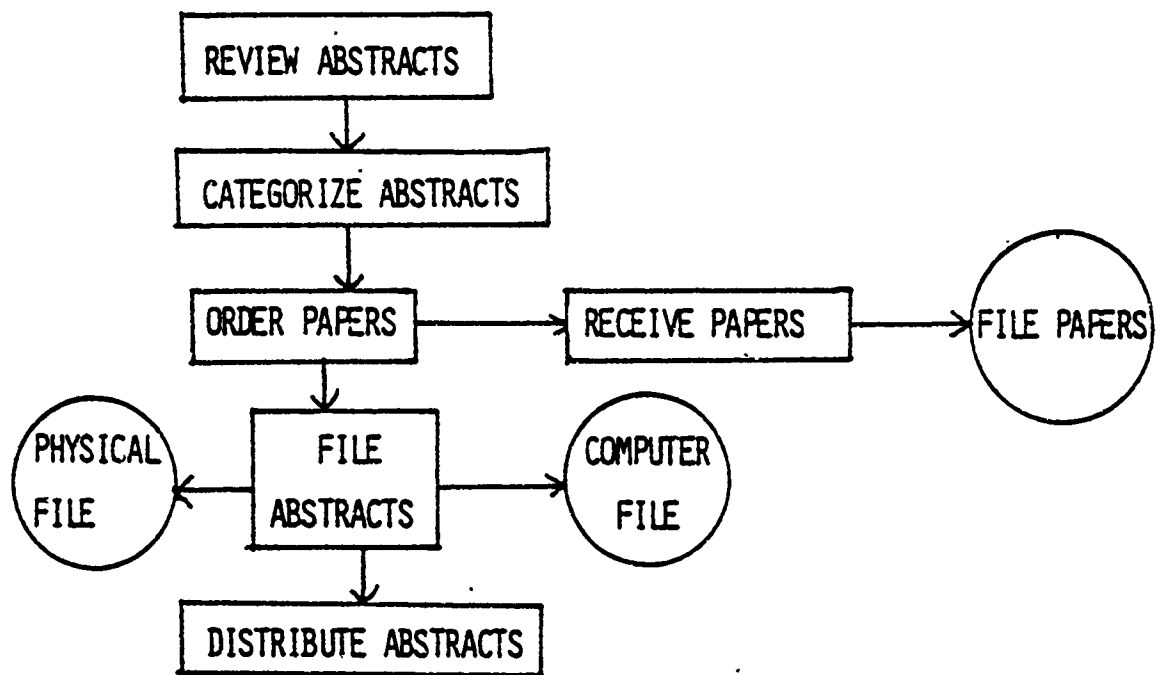 REVIEW ABSTRACTS
CATEGORIZE ABSTRACTS
ORDER PAPERS
RECEIVE PAPERS
FILE PAPERS
PHYSICAL
FILE
FILE
ABSTRACTS
COMPUTER
FILE
DISTRIBUTE ABSTRACTS